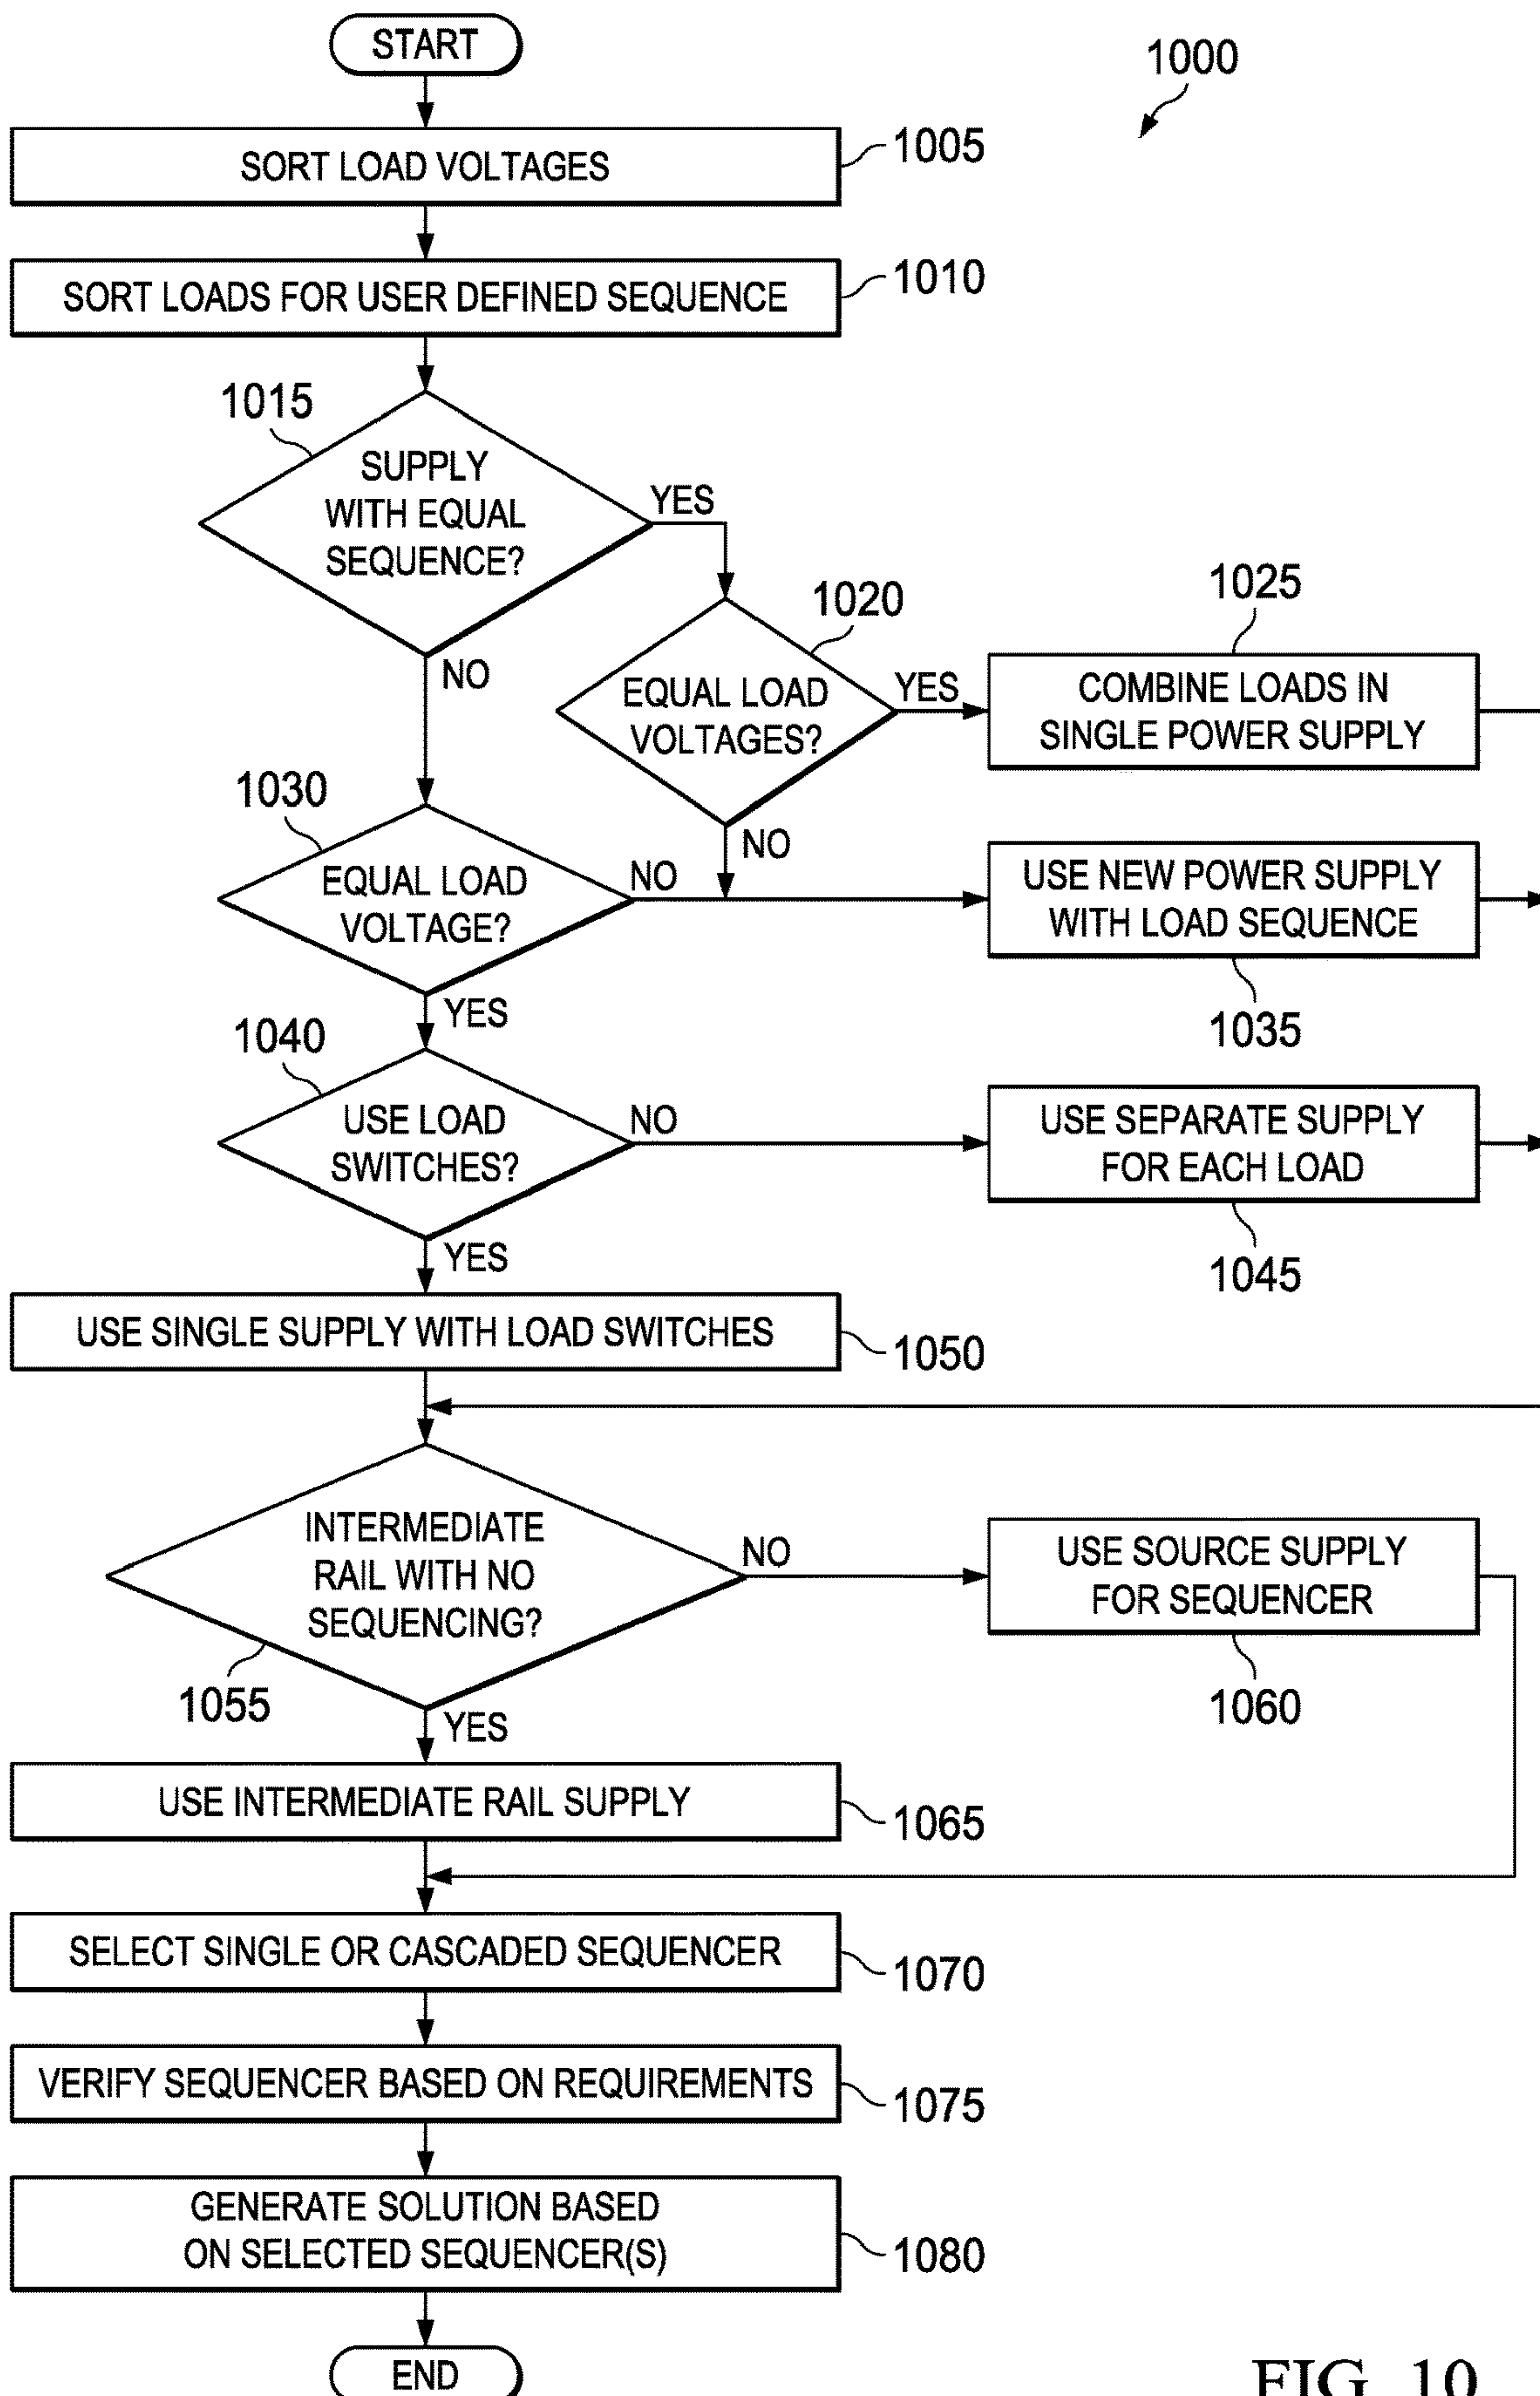 START
1000
SORT LOAD VOLTAGES
1005
SORT LOADS FOR USER DEFINED SEQUENCE
1010
1015
SUPPLY
WITH EQUAL
SEQUENCE?
YES
NO
1020
EQUAL LOAD
VOLTAGES?
YES
NO
1025
COMBINE LOADS IN
SINGLE POWER SUPPLY
1030
EQUAL LOAD
VOLTAGE?
NO
YES
USE NEW POWER SUPPLY
WITH LOAD SEQUENCE
1035
1040
USE LOAD
SWITCHES?
NO
YES
USE SEPARATE SUPPLY
FOR EACH LOAD
1045
USE SINGLE SUPPLY WITH LOAD SWITCHES
1050
INTERMEDIATE
RAIL WITH NO
SEQUENCING?
1055
NO
YES
USE SOURCE SUPPLY
FOR SEQUENCER
1060
USE INTERMEDIATE RAIL SUPPLY
1065
SELECT SINGLE OR CASCADED SEQUENCER
1070
VERIFY SEQUENCER BASED ON REQUIREMENTS
1075
GENERATE SOLUTION BASED
ON SELECTED SEQUENCER(S)
1080
END
FIG. 10